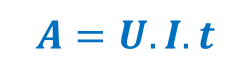 A = U.I.t